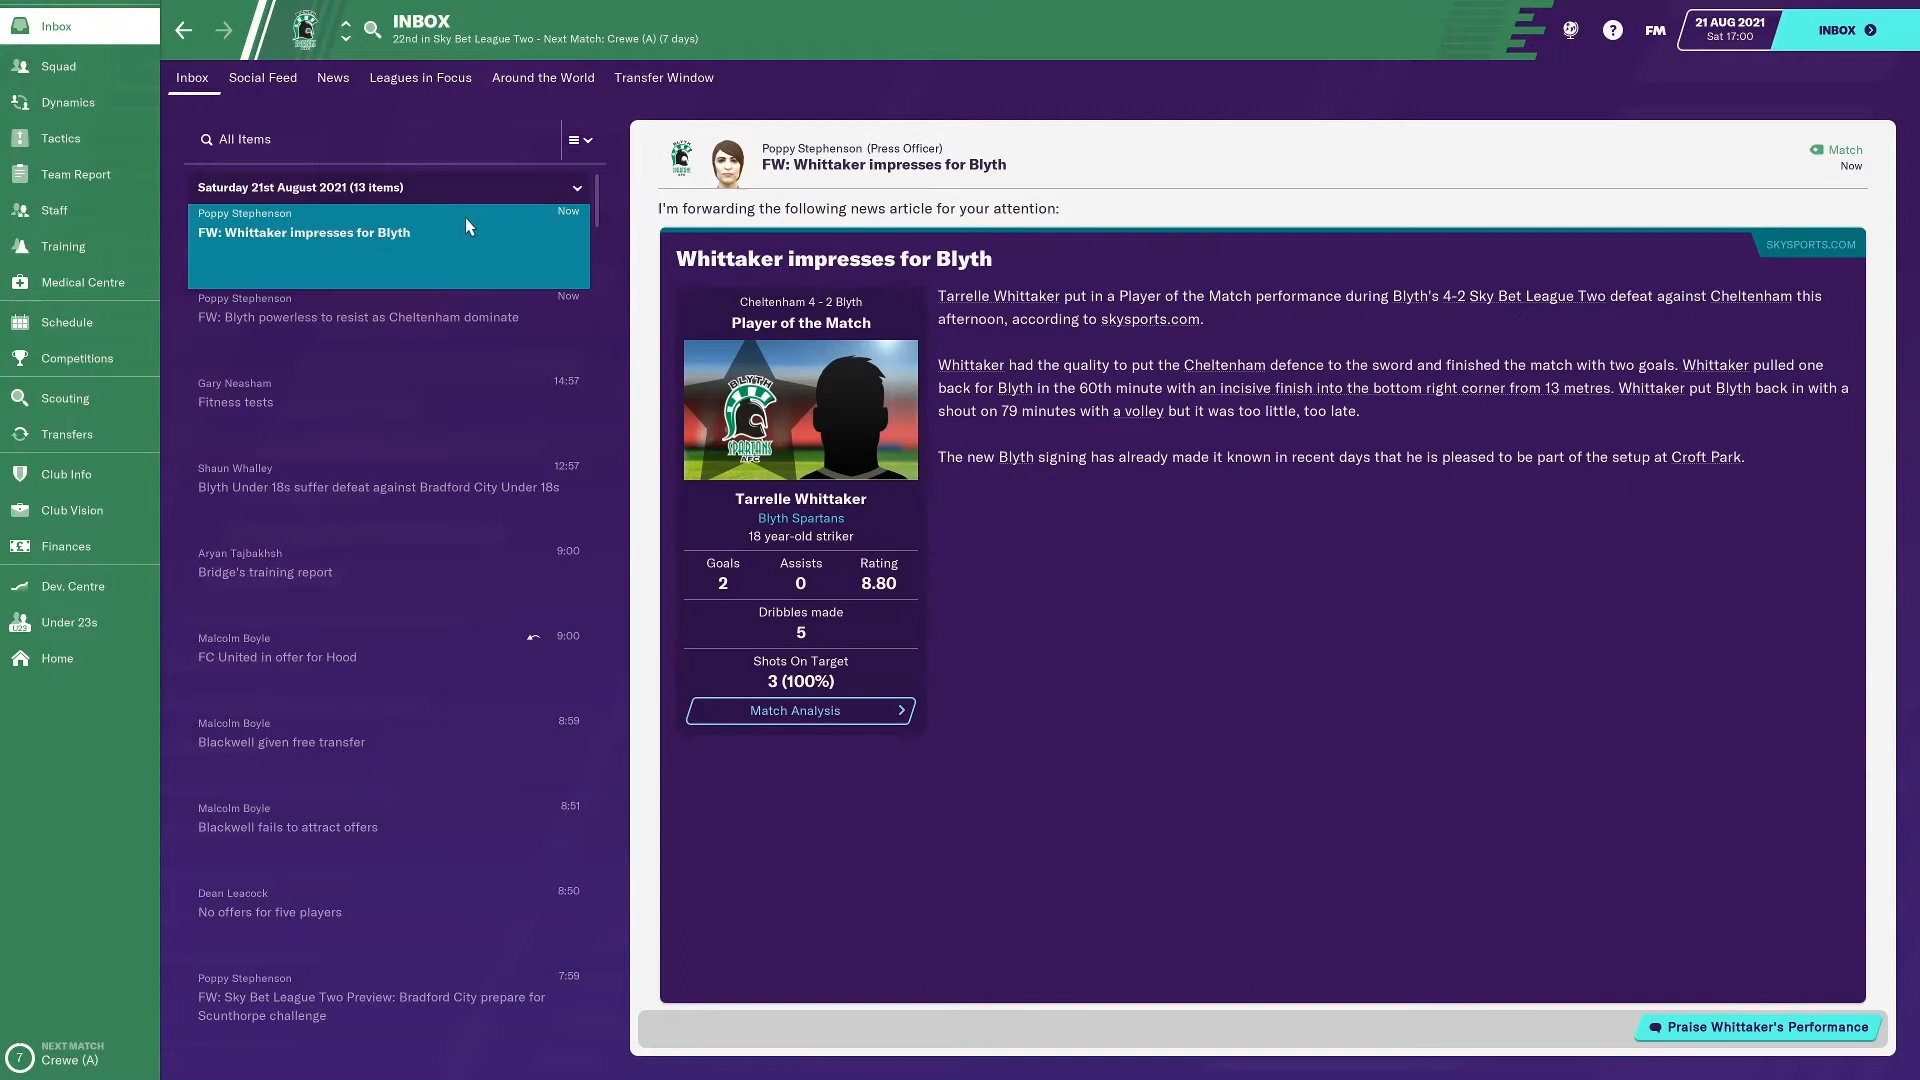 Inbox
Squad
Dynamics
Tactics
Team Report
Staff
Training
Medical Centre
Schedule
Competitions
Scouting
Transfers
Club Info
Club Vision
Finances
Dev. Centre
U23
Under 23s
Home
7
NEXT MATCH
Crewe (A)
INBOX
22nd in Sky Bet League Two - Next Match: Crewe (A) (7 days)
?
FM
21 AUG 2021
Sat 17:00
INBOX
Inbox Social Feed News Leagues in Focus Around the World Transfer Window
All Items
Saturday 21st August 2021 (13 items)
Poppy Stephenson Now
FW: Whittaker impresses for Blyth
Poppy Stephenson Now
FW: Blyth powerless to resist as Cheltenham dominate
Gary Neasham 14:57
Fitness tests
Shaun Whalley 12:57
Blyth Under 18s suffer defeat against Bradford City Under 18s
Aryan Tajbakhsh 9:00
Bridge's training report
Malcolm Boyle 9:00
FC United in offer for Hood
Malcolm Boyle 8:59
Blackwell given free transfer
Malcolm Boyle 8:51
Blackwell fails to attract offers
Dean Leacock 8:50
No offers for five players
Poppy Stephenson 7:59
FW: Sky Bet League Two Preview: Bradford City prepare for
Scunthorpe challenge
Poppy Stephenson (Press Officer)
FW: Whittaker impresses for Blyth
Match
Now
I'm forwarding the following news article for your attention:
Whittaker impresses for Blyth
SKYSPORTS.COM
Cheltenham 4 - 2 Blyth
Player of the Match
BLYTH
SPARTANS
AFC
Tarrelle Whittaker
Blyth Spartans
18 year-old striker
Goals Assists Rating
2 0 8.80
Dribbles made
5
Shots On Target
3 (100%)
Match Analysis
Tarrelle Whittaker put in a Player of the Match performance during Blyth's 4-2 Sky Bet League Two defeat against Cheltenham this
afternoon, according to skysports.com.
Whittaker had the quality to put the Cheltenham defence to the sword and finished the match with two goals. Whittaker pulled one
back for Blyth in the 60th minute with an incisive finish into the bottom right corner from 13 metres. Whittaker put Blyth back in with a
shout on 79 minutes with a volley but it was too little, too late.
The new Blyth signing has already made it known in recent days that he is pleased to be part of the setup at Croft Park.
Praise Whittaker's Performance